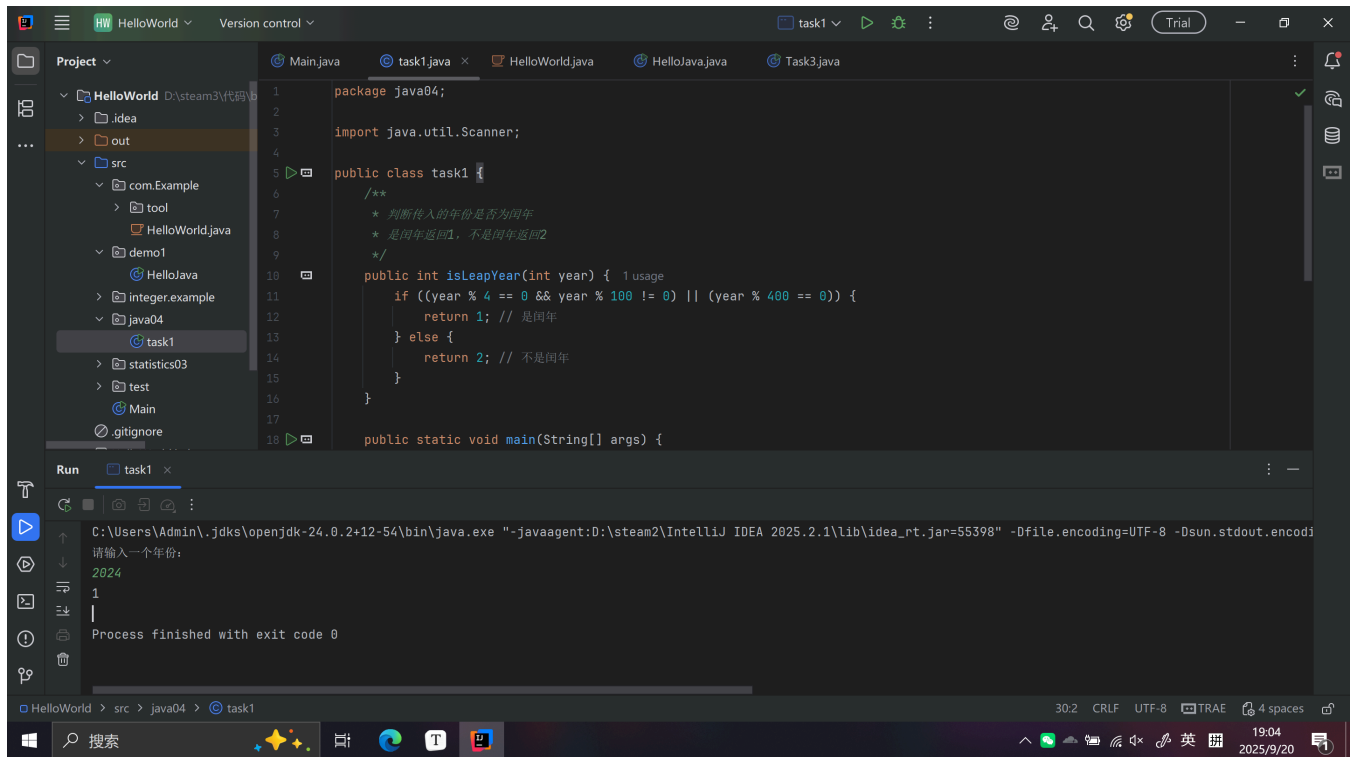 HW HelloWorld Version control task1 Trial
Project Main.java task1.java HelloWorld.java HelloJava.java Task3.java
HelloWorld D:\steam3\代码\b
.idea
out
src
com.Example
tool
HelloWorld.java
demo1
HelloJava
integer.example
java04
task1
statistics03
test
Main
.gitignore
1 package java04;
2
3 import java.util.Scanner;
4
5 public class task1 {
6 /**
7 * 判断传入的年份是否为闰年
8 * 是闰年返回1，不是闰年返回2
9 */
10 public int isLeapYear(int year) { 1 usage
11 if ((year % 4 == 0 && year % 100 != 0) || (year % 400 == 0)) {
12 return 1; // 是闰年
13 } else {
14 return 2; // 不是闰年
15 }
16 }
17
18 public static void main(String[] args) {
Run task1
C:\Users\Admin\.jdks\openjdk-24.0.2+12-54\bin\java.exe "-javaagent:D:\steam2\IntelliJ IDEA 2025.2.1\lib\idea_rt.jar=55398" -Dfile.encoding=UTF-8 -Dsun.stdout.encodi
请输入一个年份:
2024
1
Process finished with exit code 0
HelloWorld > src > java04 > task1 30:2 CRLF UTF-8 TRAE 4 spaces
搜索 T 英 拼 19:04
2025/9/20 1